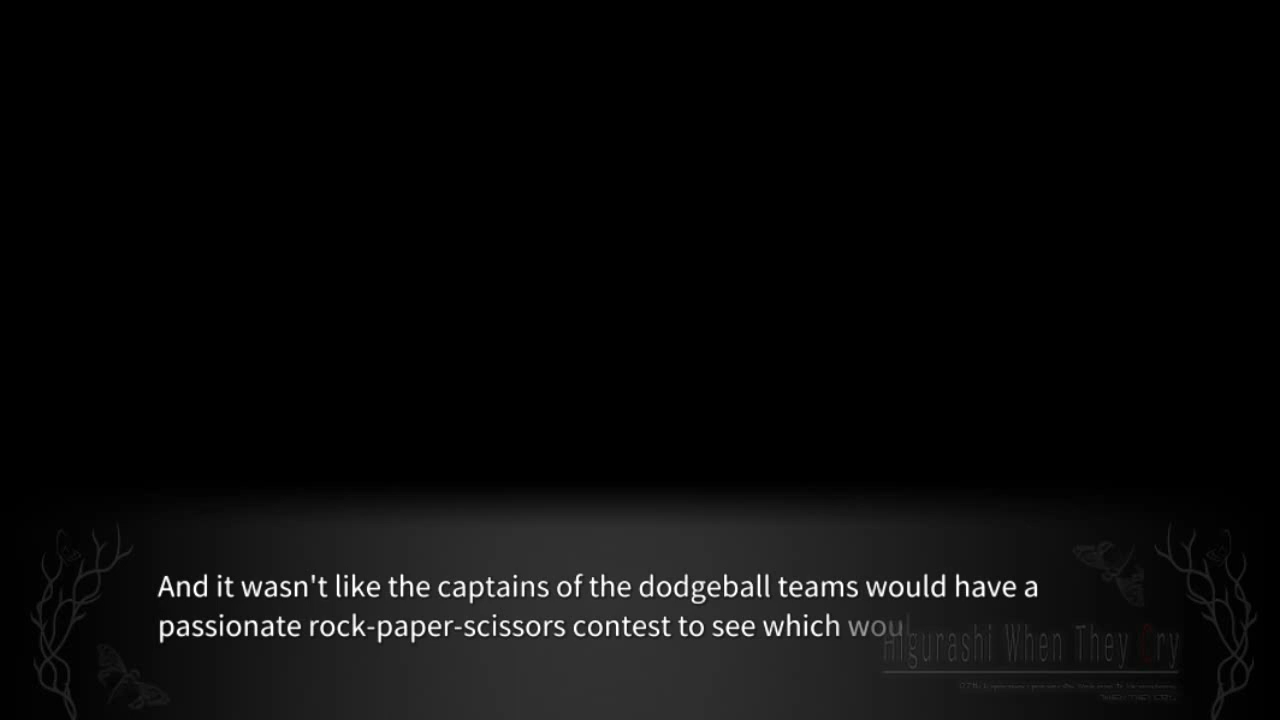 And it wasn't like the captains of the dodgeball teams would have a
passionate rock-paper-scissors contest to see which wou
Higurashi When They Cry